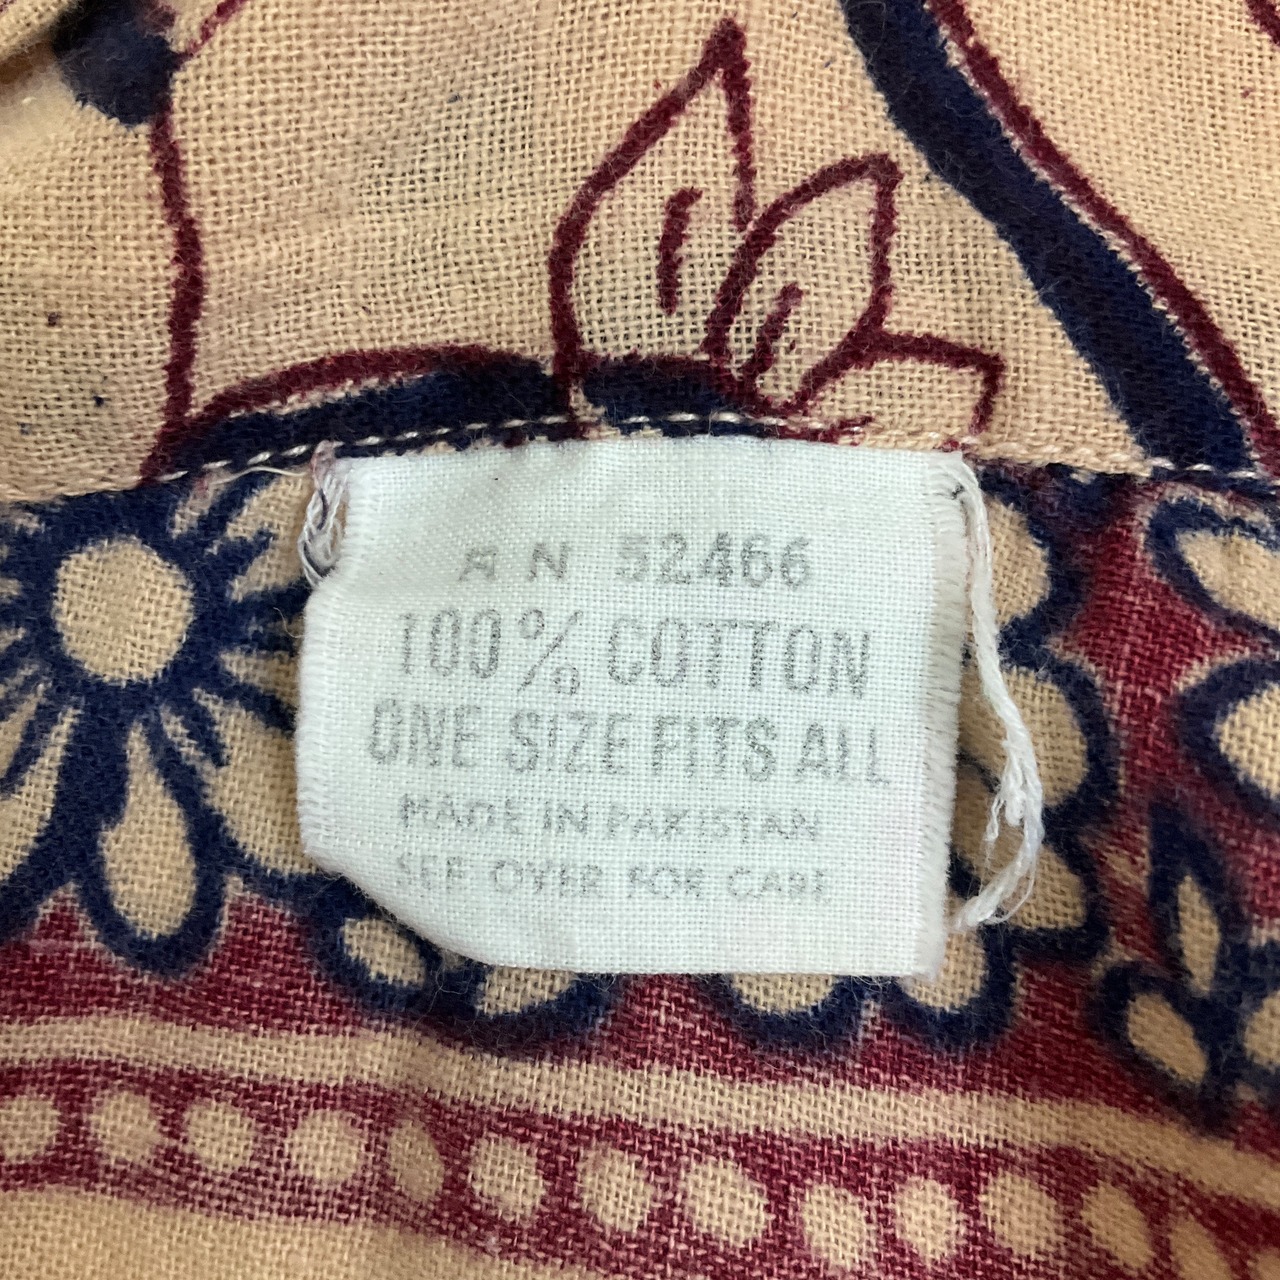 RN 52466
100% COTTON
ONE SIZE FITS ALL
MADE IN PAKISTAN
SEE OVER FOR CARE